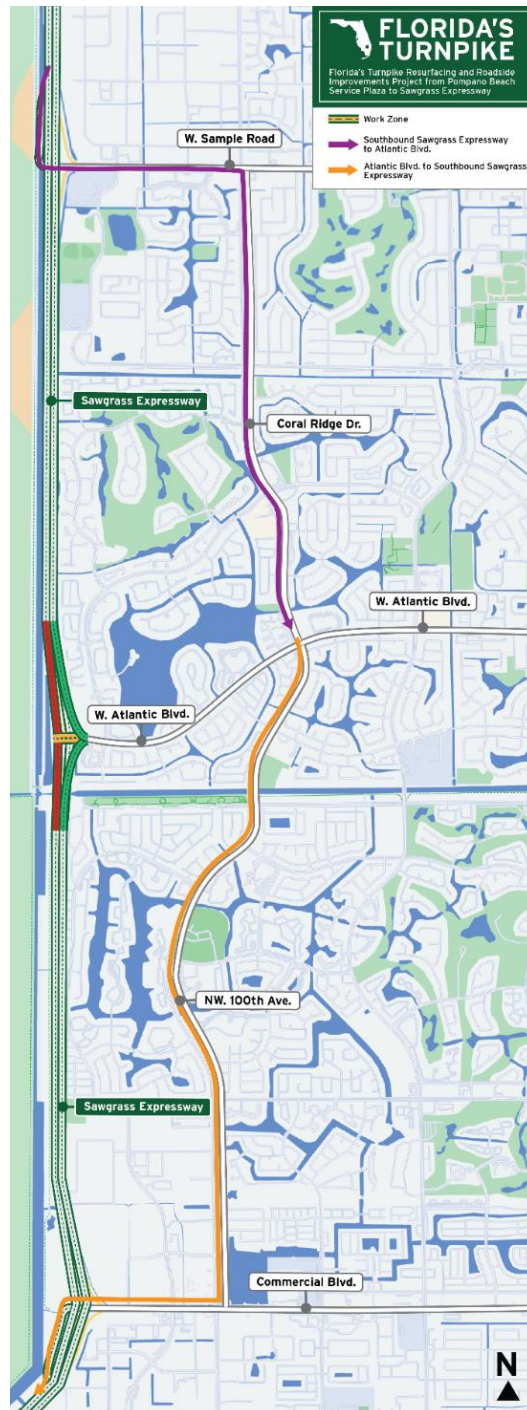 FLORIDA'S
TURNPIKE
Florida's Turnpike Resurfacing and Roadside
Improvements Project from Pompano Beach
Service Plaza to Sawgrass Expressway
Work Zone
Southbound Sawgrass Expressway
to Atlantic Blvd.
Atlantic Blvd. to Southbound Sawgrass
Expressway
W. Sample Road
Sawgrass Expressway
Coral Ridge Dr.
W. Atlantic Blvd.
W. Atlantic Blvd.
NW. 100th Ave.
Sawgrass Expressway
Commercial Blvd.
N